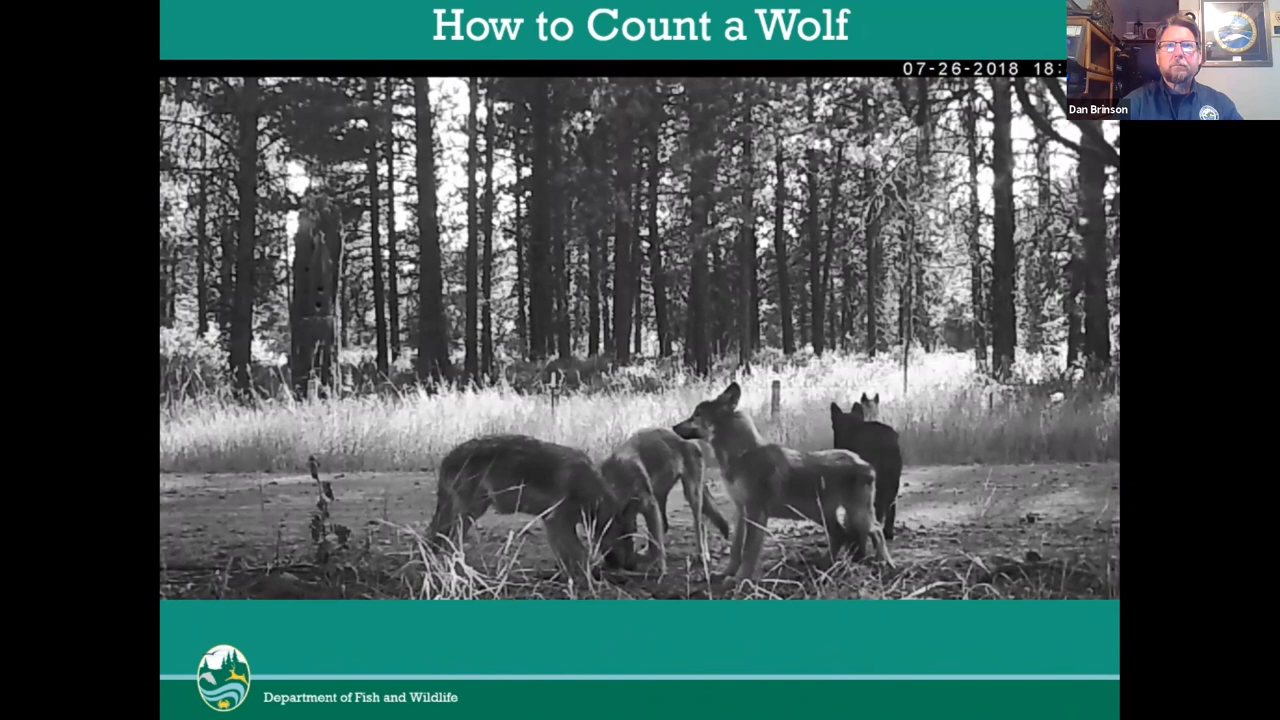 How to Count a Wolf
07-26-2018 18:
Dan Brinson
Department of Fish and Wildlife